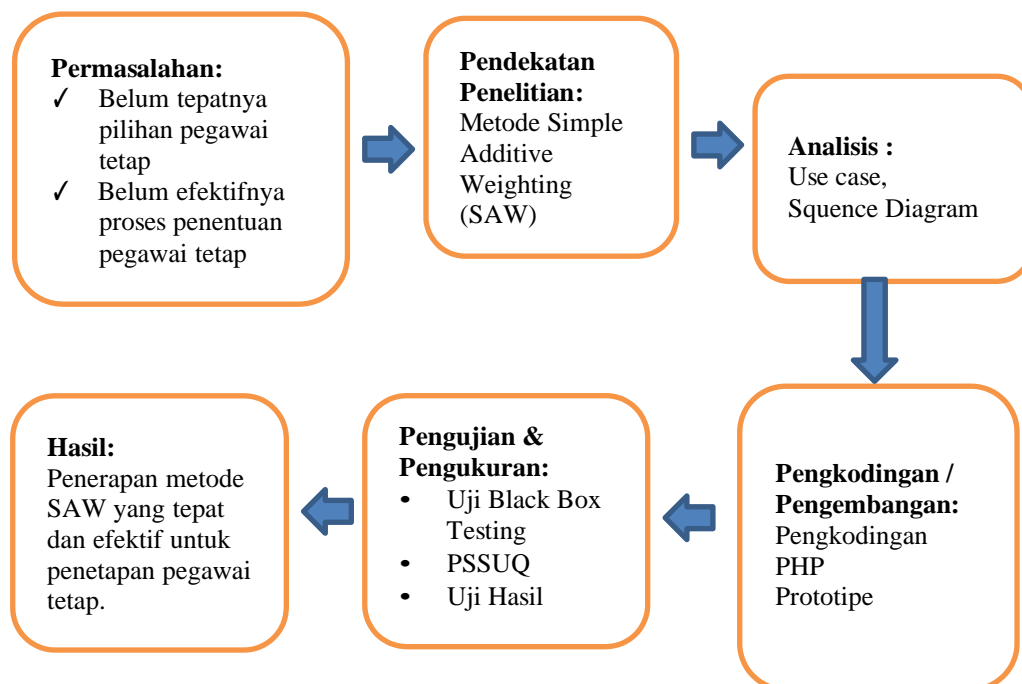 Permasalahan:
✓ Belum tepatnya
pilihan pegawai
tetap
✓ Belum efektifnya
proses penentuan
pegawai tetap
Pendekatan
Penelitian:
Metode Simple
Additive
Weighting
(SAW)
Analisis :
Use case,
Squence Diagram
Pengkodingan /
Pengembangan:
Pengkodingan
PHP
Prototipe
Pengujian &
Pengukuran:
• Uji Black Box
Testing
• PSSUQ
• Uji Hasil
Hasil:
Penerapan metode
SAW yang tepat
dan efektif untuk
penetapan pegawai
tetap.